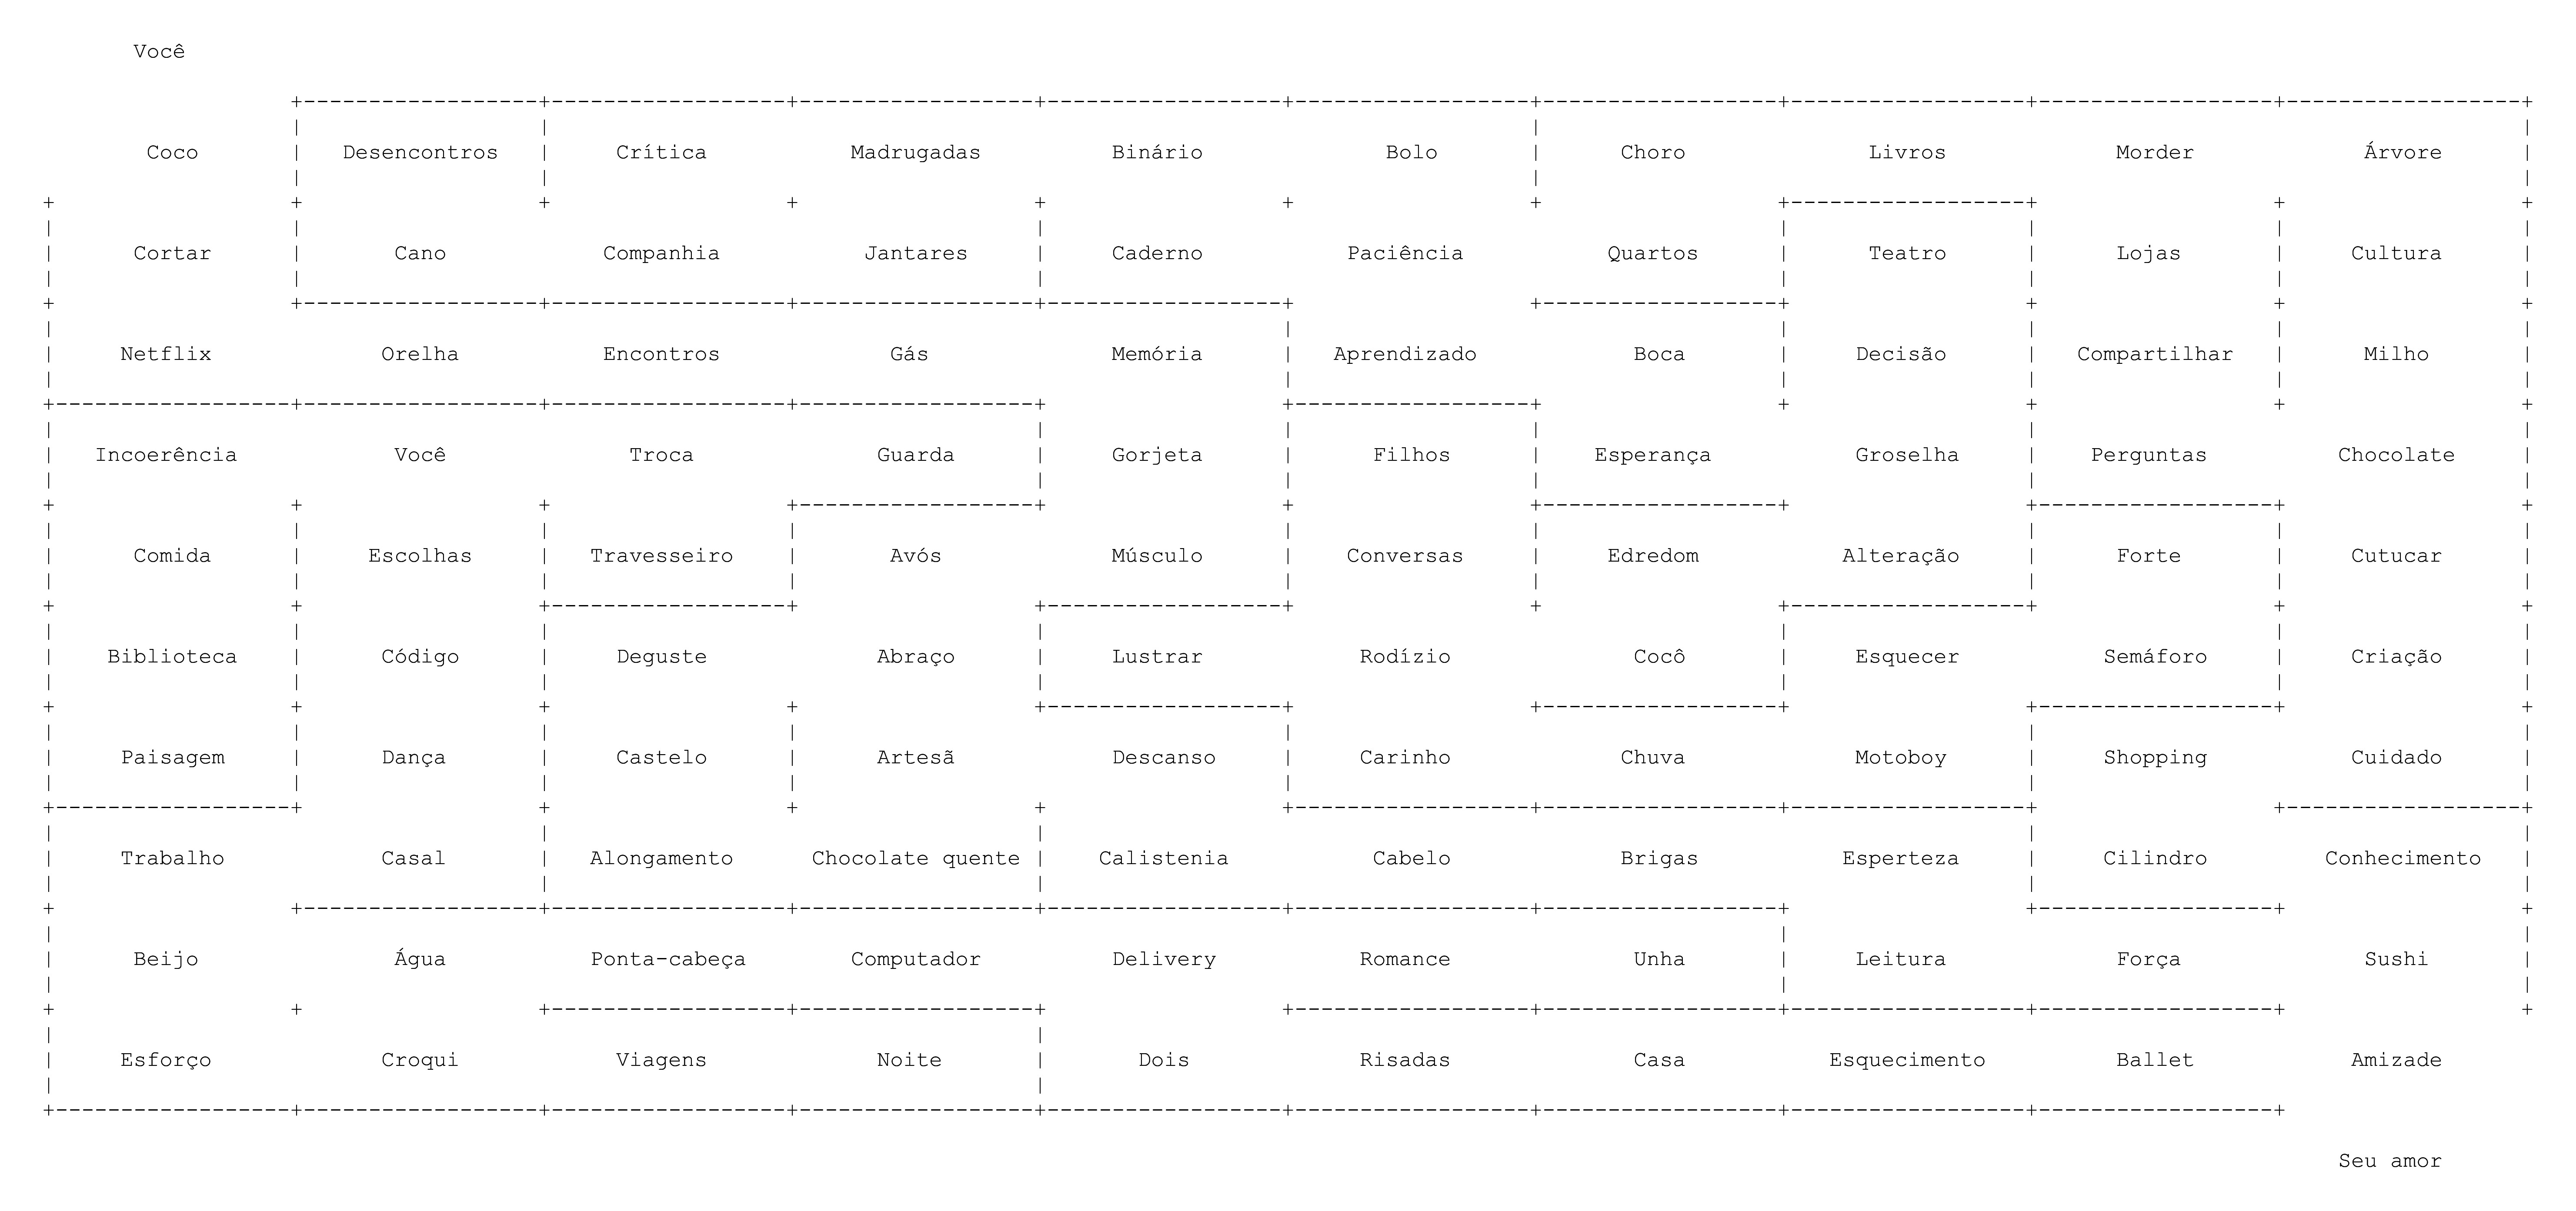 Você
Coco Desencontros Crítica Madrugadas Binário Bolo Choro Livros Morder Árvore
Cortar Cano Companhia Jantares Caderno Paciência Quartos Teatro Lojas Cultura
Netflix Orelha Encontros Gás Memória Aprendizado Boca Decisão Compartilhar Milho
Incoerência Você Troca Guarda Gorjeta Filhos Esperança Groselha Perguntas Chocolate
Comida Escolhas Travesseiro Avós Músculo Conversas Edredom Alteração Forte Cutucar
Biblioteca Código Deguste Abraço Lustrar Rodízio Cocô Esquecer Semáforo Criação
Paisagem Dança Castelo Artesã Descanso Carinho Chuva Motoboy Shopping Cuidado
Trabalho Casal Alongamento Chocolate quente Calistenia Cabelo Brigas Esperteza Cilindro Conhecimento
Beijo Água Ponta-cabeça Computador Delivery Romance Unha Leitura Força Sushi
Esforço Croqui Viagens Noite Dois Risadas Casa Esquecimento Ballet Amizade
Seu amor